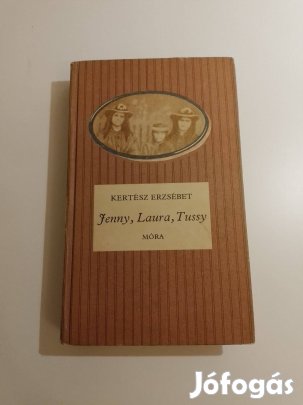 KERTÉSZ ERZSÉBET
Jenny, Laura, Tussy
MÓRA
Jófogás